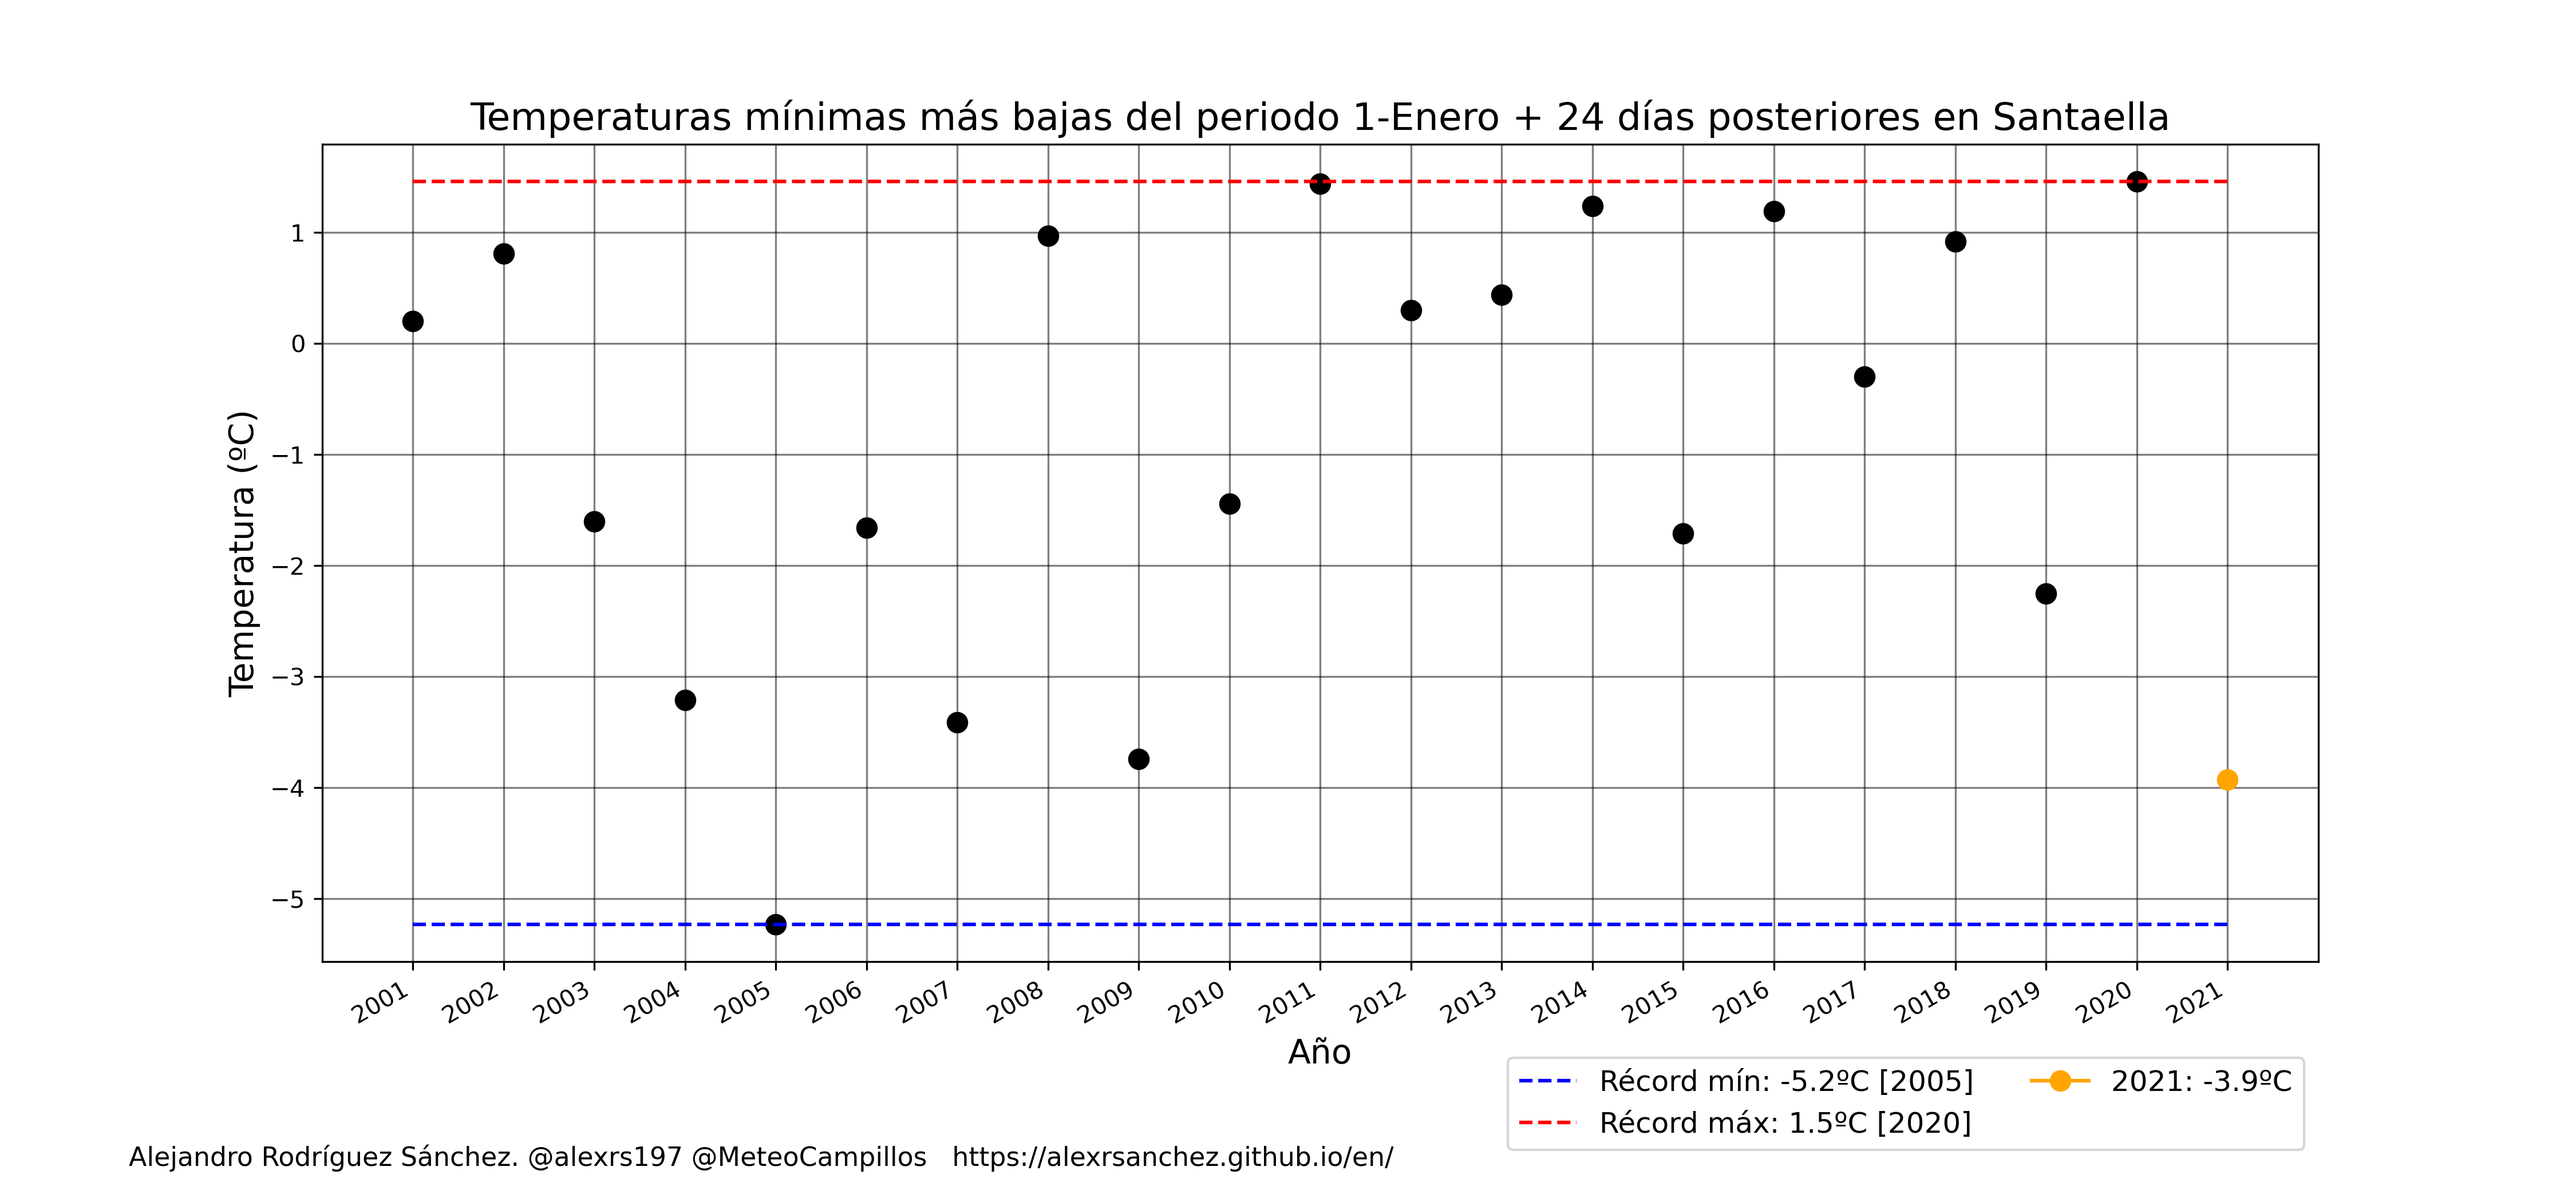 Temperaturas mínimas más bajas del periodo 1-Enero + 24 días posteriores en Santaella
Temperatura (ºC)
1
0
−1
−2
−3
−4
−5
2001 2002 2003 2004 2005 2006 2007 2008 2009 2010 2011 2012 2013 2014 2015 2016 2017 2018 2019 2020 2021
Año
Récord mín: -5.2ºC [2005]
Récord máx: 1.5ºC [2020]
2021: -3.9ºC
Alejandro Rodríguez Sánchez. @alexrs197 @MeteoCampillos https://alexrsanchez.github.io/en/